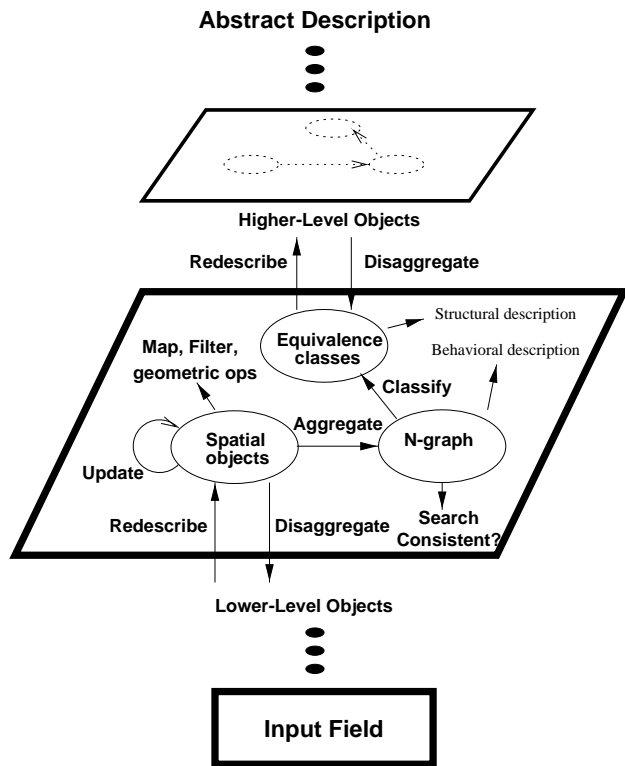 Abstract Description
Higher-Level Objects
Redescribe
Disaggregate
Equivalence
classes
Structural description
Behavioral description
Map, Filter,
geometric ops
Classify
Aggregate
Spatial
objects
N-graph
Update
Redescribe
Disaggregate
Search
Consistent?
Lower-Level Objects
Input Field